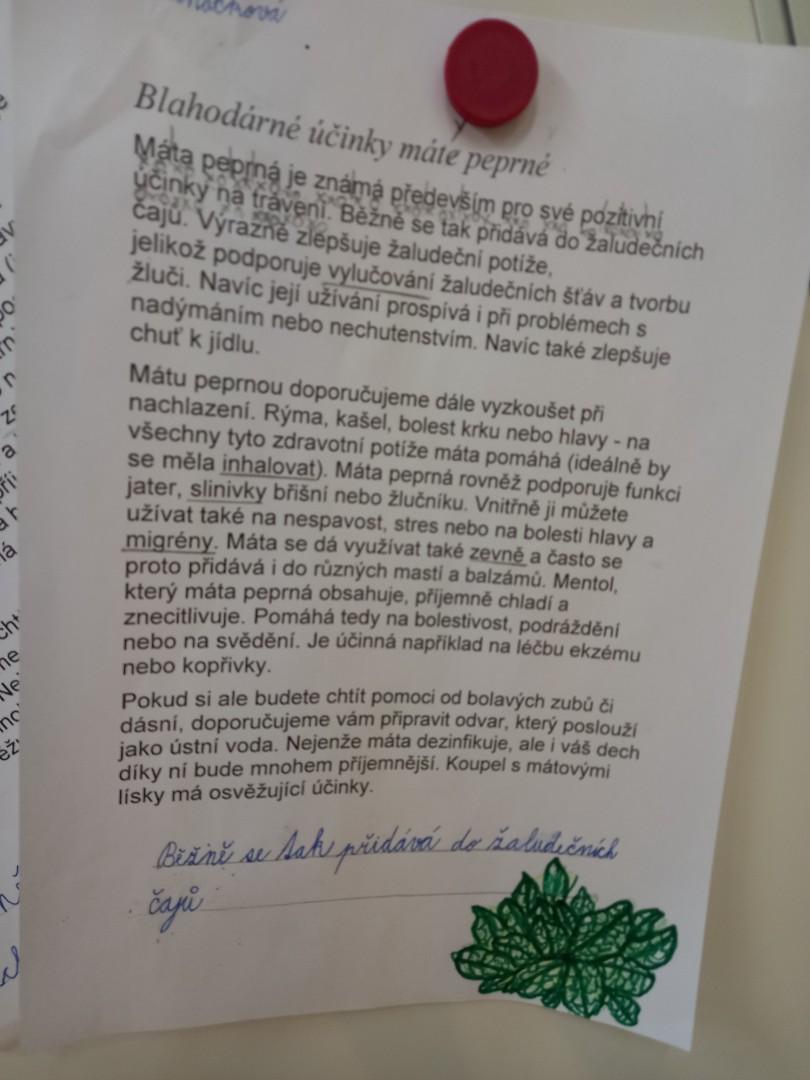 Blahodárné účinky máte peprné
Máta peprná je známá především pro své pozitivní
účinky na trávení. Běžně se tak přidává do žaludečních
čajů. Výrazně zlepšuje žaludeční potíže,
jelikož podporuje vylučování žaludečních šťáv a tvorbu
žluči. Navíc její užívání prospívá i při problémech s
nadýmáním nebo nechutenstvím. Navíc také zlepšuje
chuť k jídlu.
Mátu peprnou doporučujeme dále vyzkoušet při
nachlazení. Rýma, kašel, bolest krku nebo hlavy - na
všechny tyto zdravotní potíže máta pomáhá (ideálně by
se měla inhalovat). Máta peprná rovněž podporuje funkci
jater, slinivky břišní nebo žlučníku. Vnitřně ji můžete
užívat také na nespavost, stres nebo na bolesti hlavy a
migrény. Máta se dá využívat také zevně a často se
proto přidává i do různých mastí a balzámů. Mentol,
který máta peprná obsahuje, příjemně chladí a
znecitlivuje. Pomáhá tedy na bolestivost, podráždění
nebo na svědění. Je účinná například na léčbu ekzému
nebo kopřivky.
Pokud si ale budete chtít pomoci od bolavých zubů či
dásní, doporučujeme vám připravit odvar, který poslouží
jako ústní voda. Nejenže máta dezinfikuje, ale i váš dech
díky ní bude mnohem příjemnější. Koupel s mátovými
lísky má osvěžující účinky.
Běžně se tak přidává do žaludečních
čajů